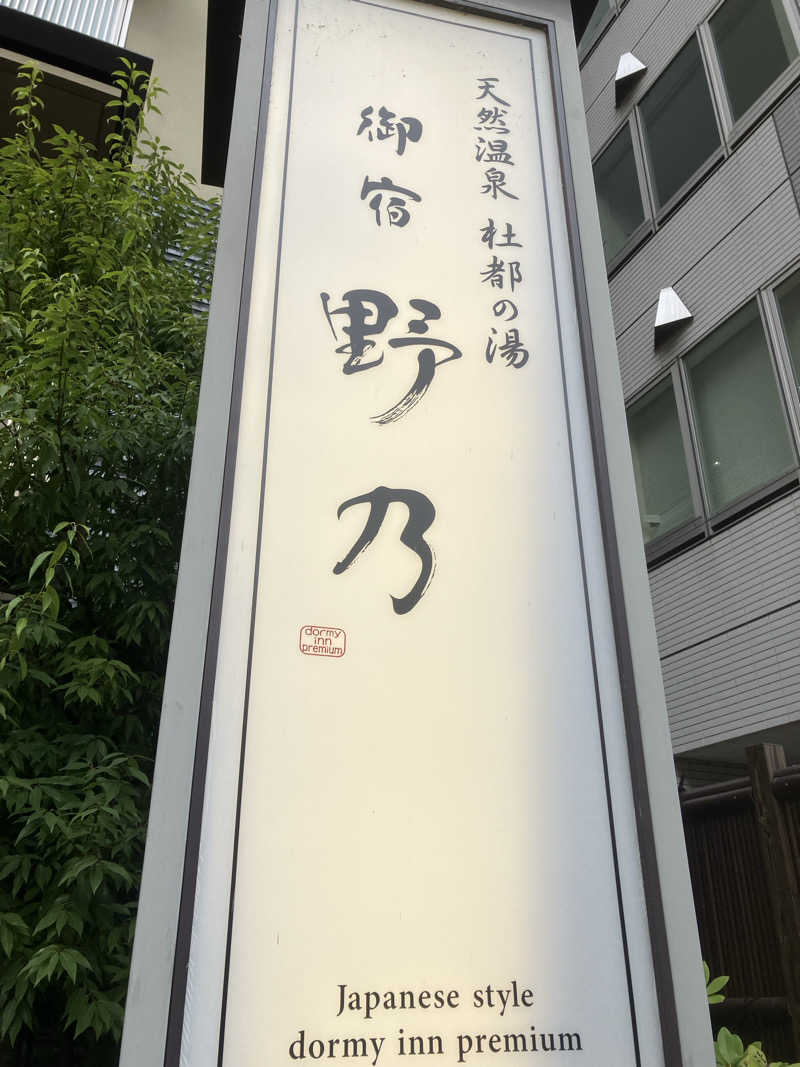 天然温泉 杜都の湯
御宿
野乃
dormy
inn
premium
Japanese style
dormy inn premium